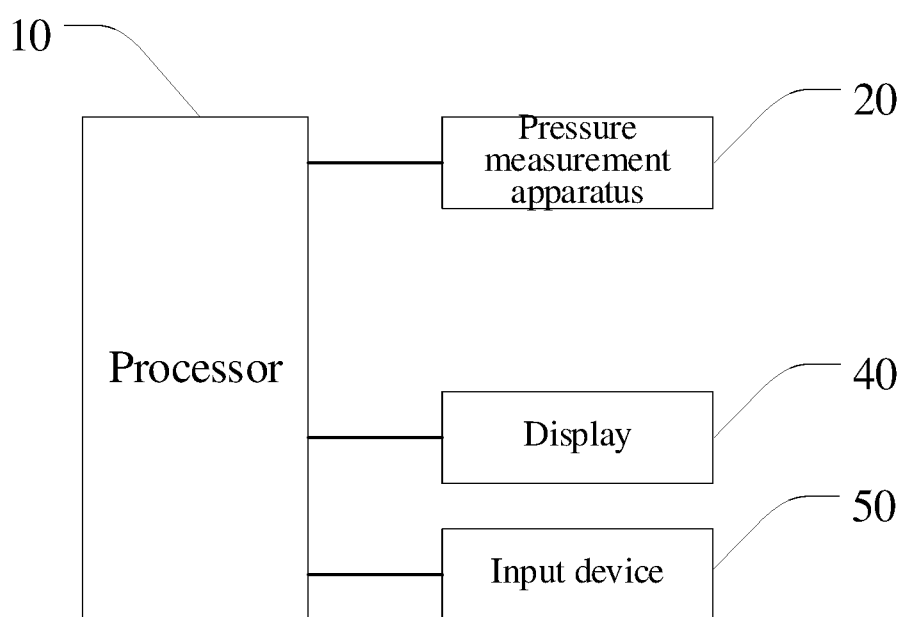 10
20
Pressure
measurement
apparatus
Processor
40
Display
50
Input device